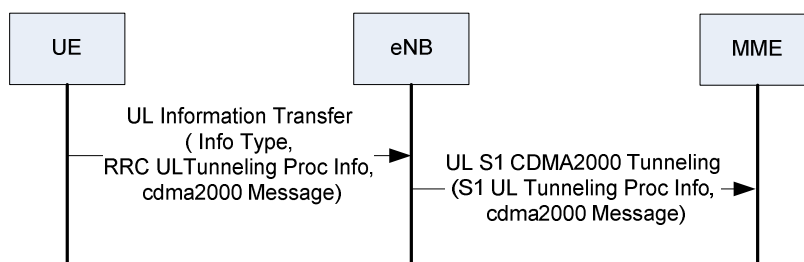 UE
eNB
MME
UL Information Transfer
( Info Type,
RRC ULTunneling Proc Info,
cdma2000 Message)
UL S1 CDMA2000 Tunneling
(S1 UL Tunneling Proc Info,
cdma2000 Message)